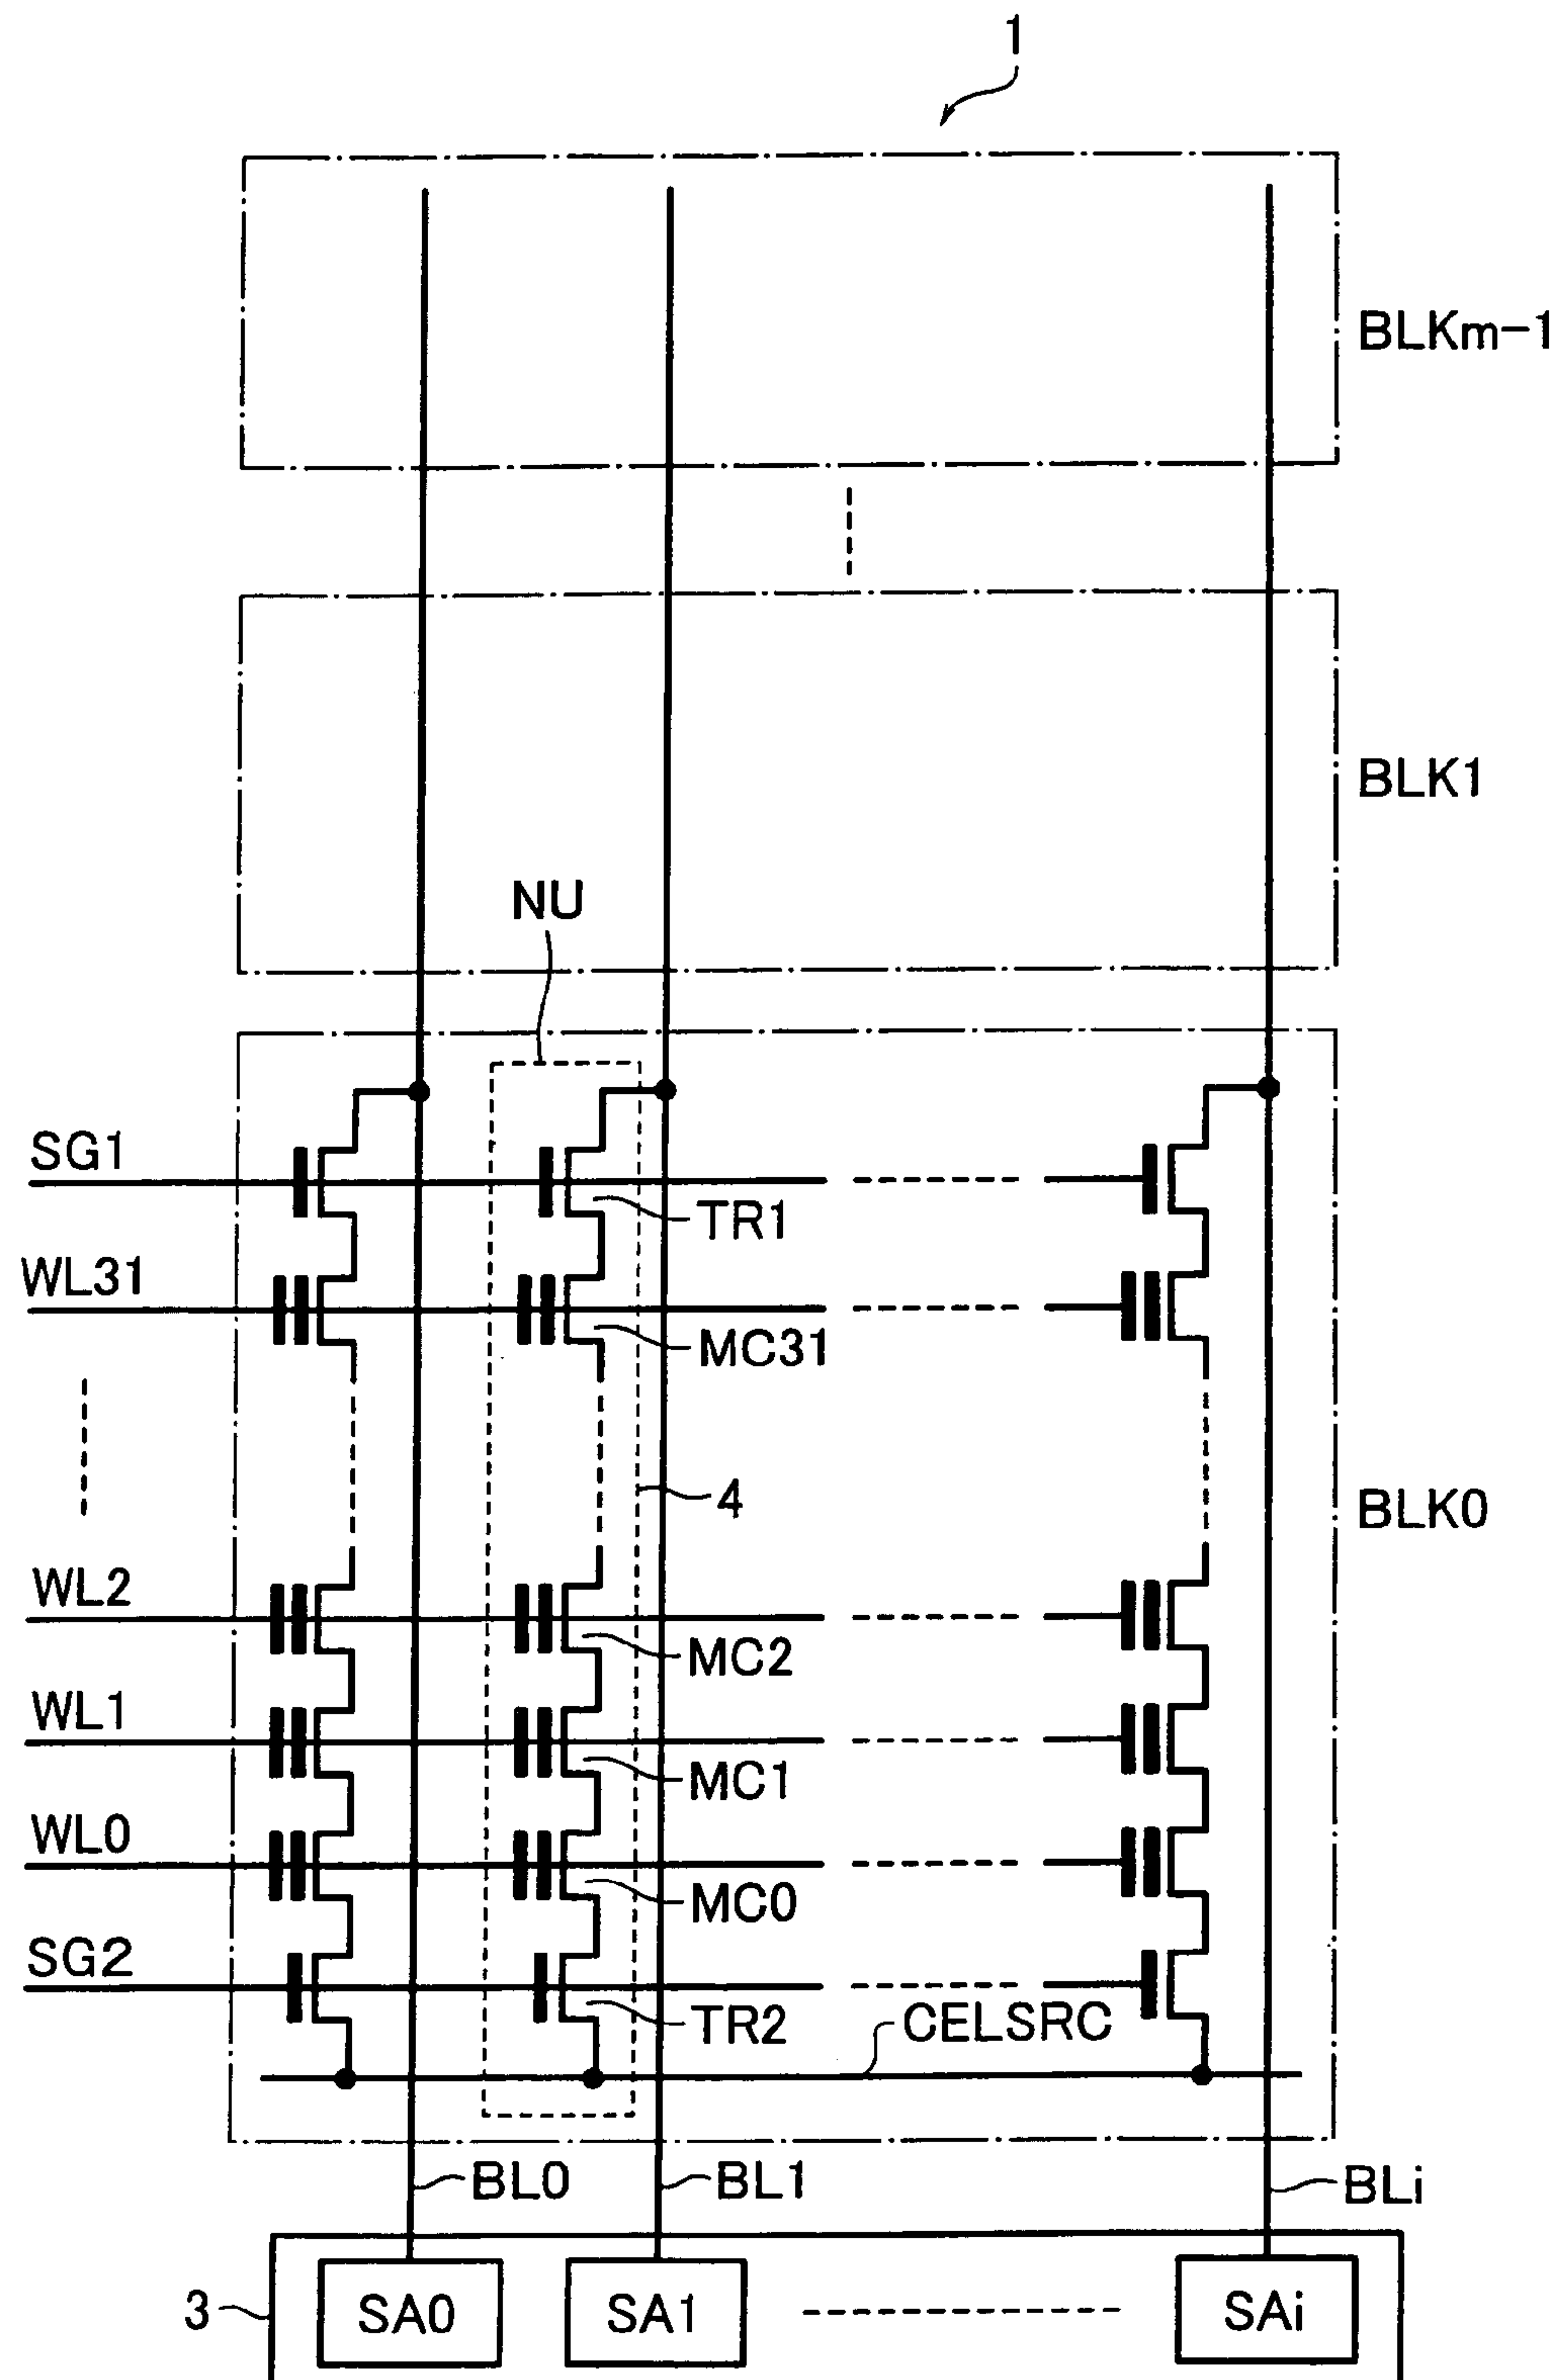 1
BLKm-1
BLK1
NU
SG1
TR1
WL31
MC31
4
BLK0
WL2
MC2
WL1
MC1
WL0
MC0
SG2
TR2
CELSRC
BL0
BL1
BLi
3
SA0
SA1
SAi